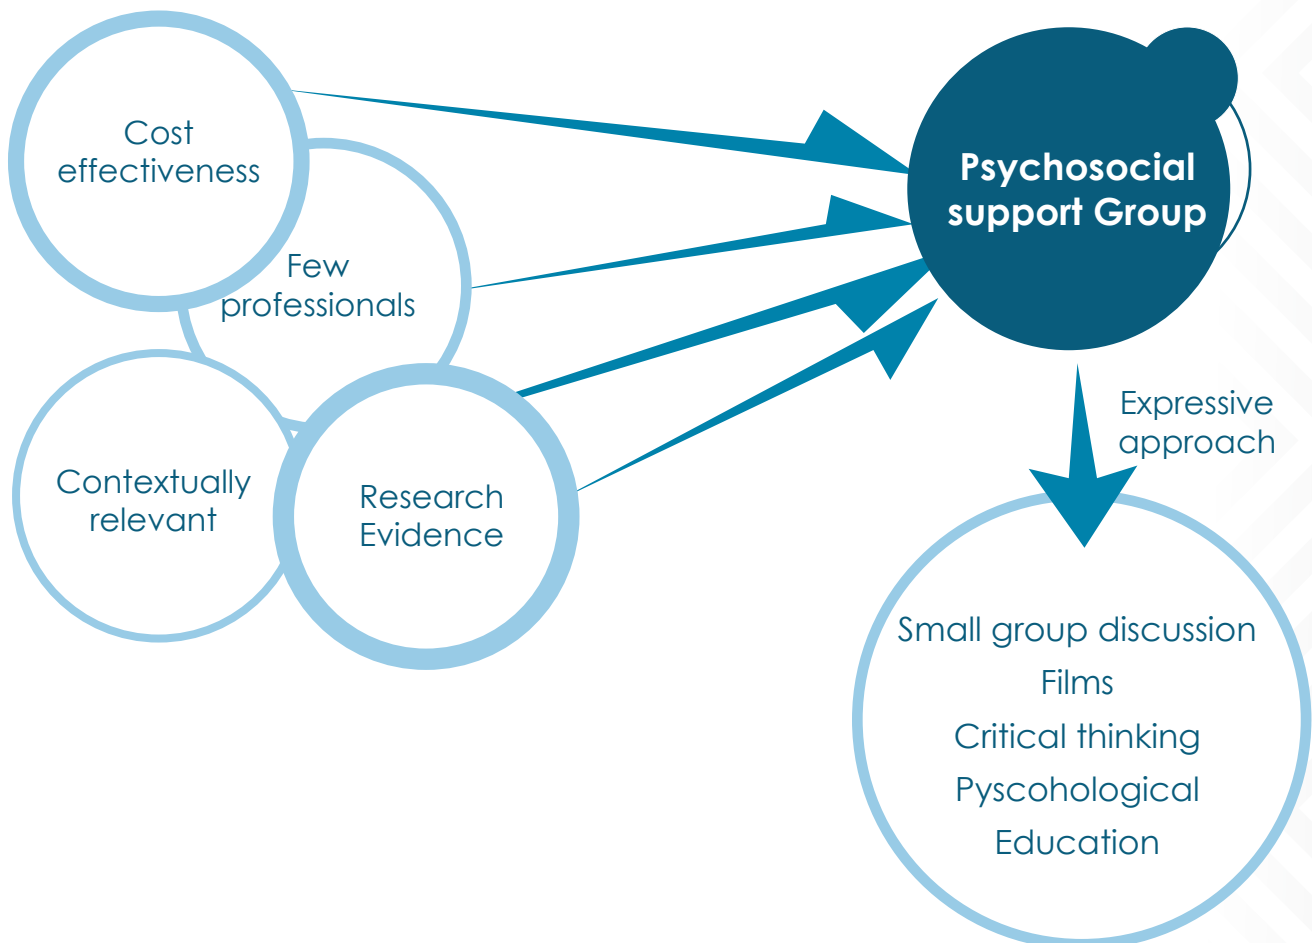 Cost
effectiveness
Few
professionals
Contextually
relevant
Research
Evidence
Psychosocial
support Group
Expressive
approach
Small group discussion
Films
Critical thinking
Pyscohological
Education